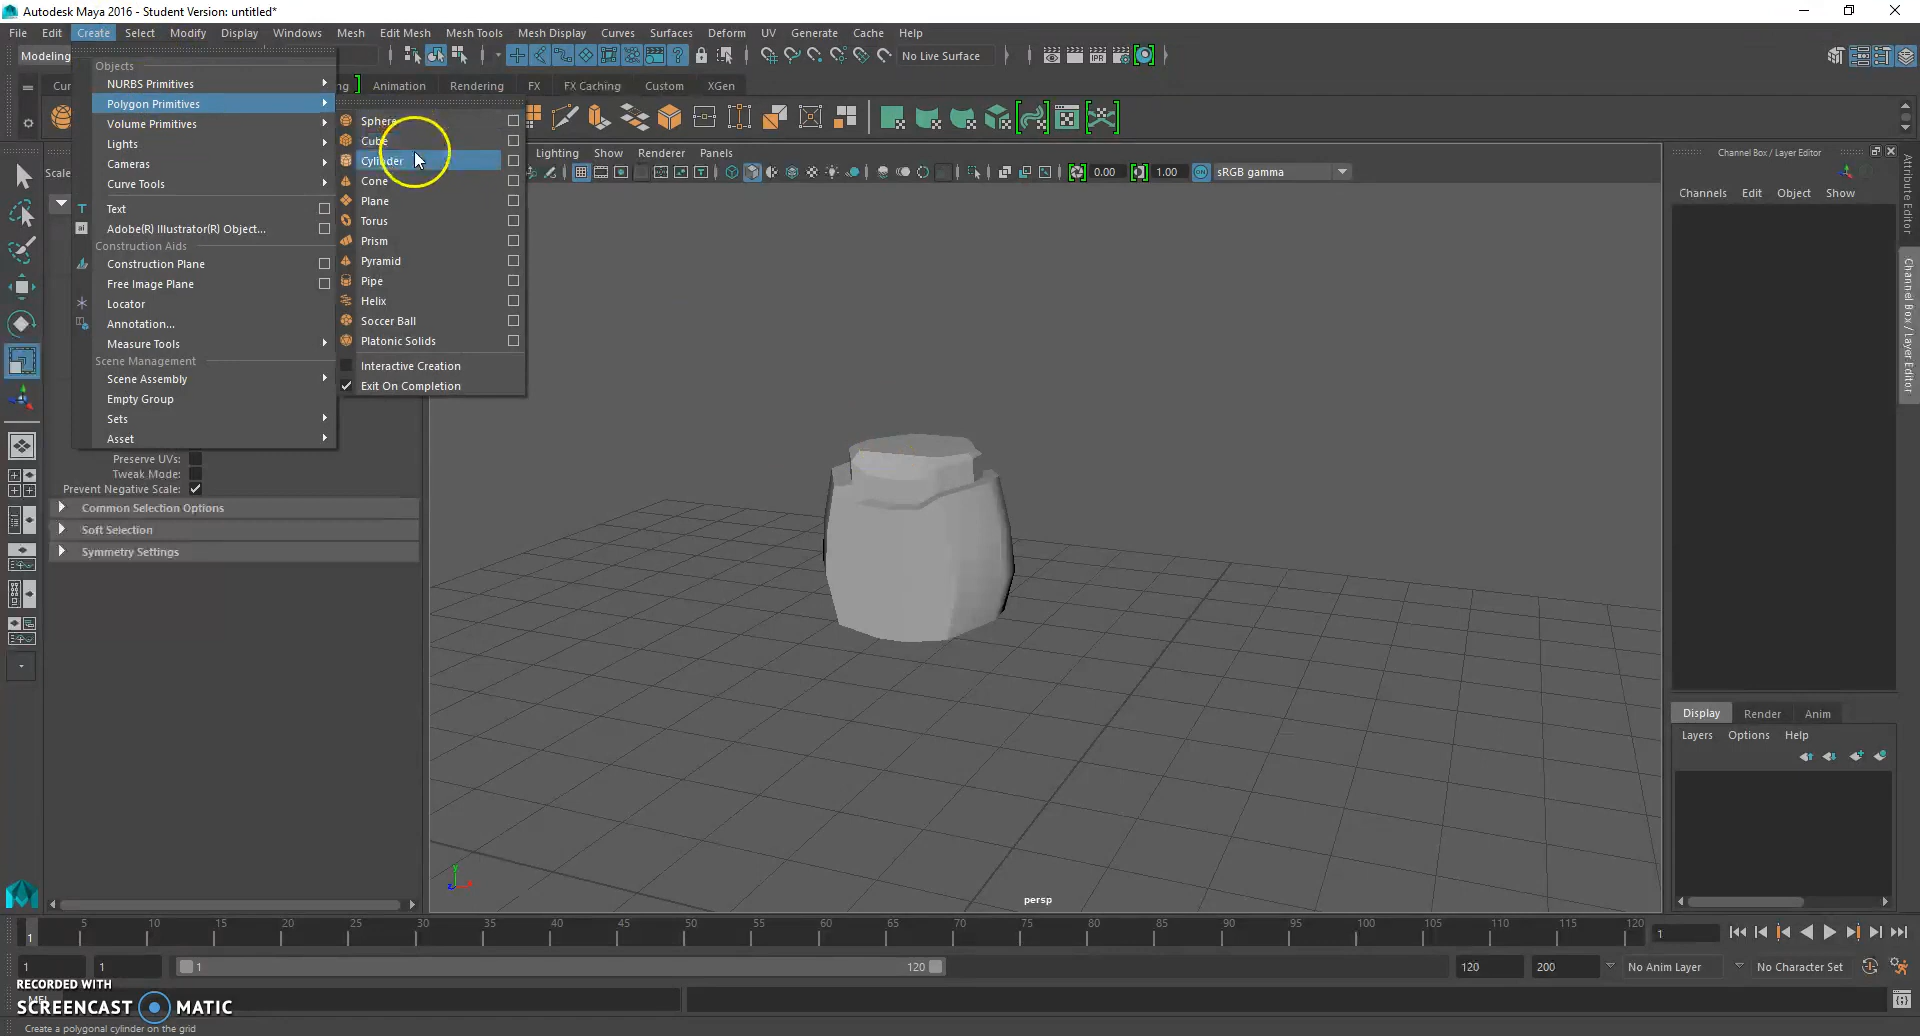 Autodesk Maya 2016 - Student Version: untitled*
File Edit Create Select Modify Display Windows Mesh Edit Mesh Mesh Tools Mesh Display Curves Surfaces Deform UV Generate Cache Help
Modeling
No Live Surface
Animation Rendering FX FX Caching Custom XGen
Objects
NURBS Primitives
Polygon Primitives
Volume Primitives
Lights
Cameras
Curve Tools
Text
Adobe(R) Illustrator(R) Object...
Construction Aids
Construction Plane
Free Image Plane
Locator
Annotation...
Measure Tools
Scene Management
Scene Assembly
Empty Group
Sets
Asset
Sphere
Cube
Cylinder
Cone
Plane
Torus
Prism
Pyramid
Pipe
Helix
Soccer Ball
Platonic Solids
Interactive Creation
Exit On Completion
Lighting Show Renderer Panels
0.00 1.00 sRGB gamma
Preserve UVs:
Tweak Mode:
Prevent Negative Scale:
Common Selection Options
Soft Selection
Symmetry Settings
persp
Channel Box / Layer Editor
Channels Edit Object Show
Attribute Editor
Channel Box / Layer Editor
Display Render Anim
Layers Options Help
5 10 15 20 25 30 35 40 45 50 55 60 65 70 75 80 85 90 95 100 105 110 115 120
1 1
1 1 1 120 120 200 No Anim Layer No Character Set
RECORDED WITH
SCREENCAST MATIC
Create a polygonal cylinder on the grid